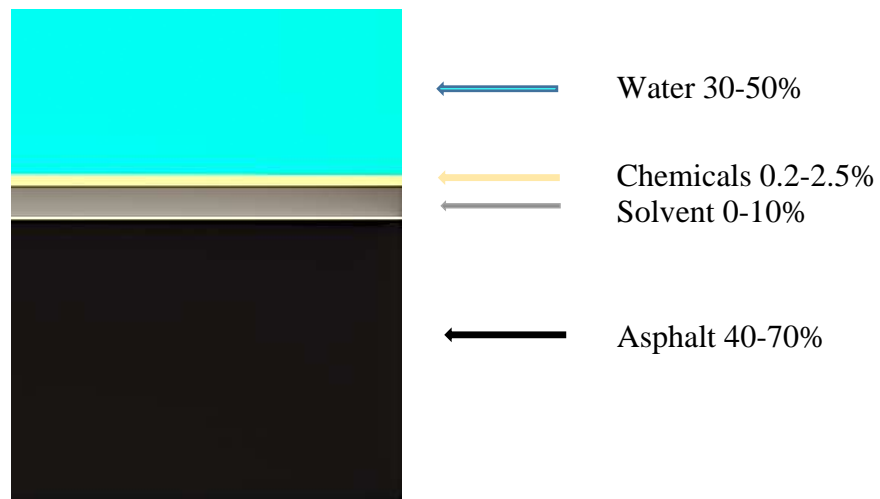 Water 30-50%
Chemicals 0.2-2.5%
Solvent 0-10%
Asphalt 40-70%